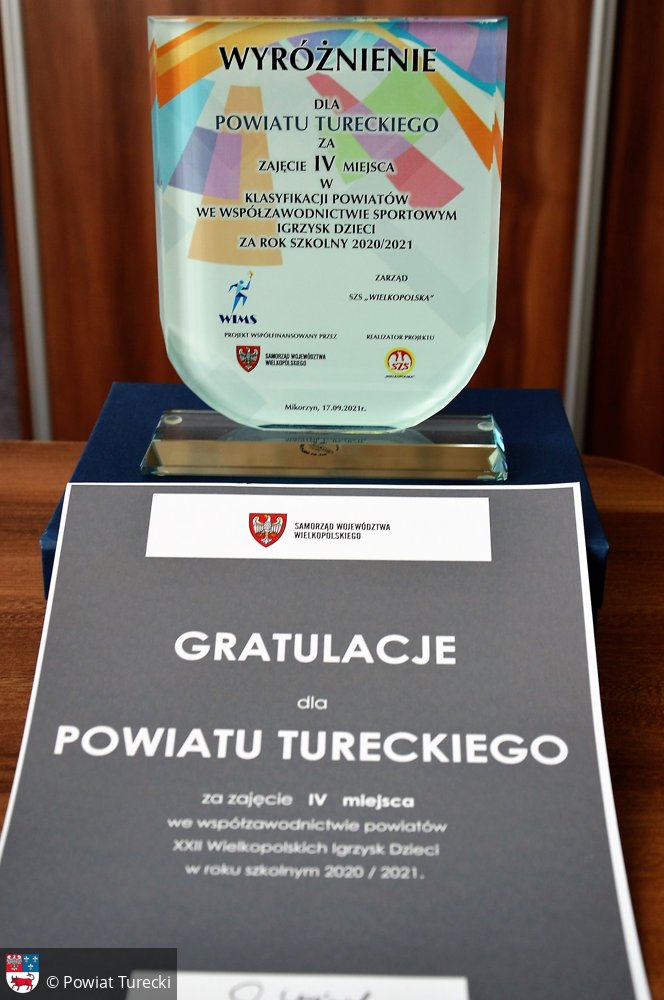 WYRÓŻNIENIE
DLA
POWIATU TURECKIEGO
ZA
ZAJĘCIE IV MIEJSCA
W
KLASYFIKACJI POWIATÓW
WE WSPÓŁZAWODNICTWIE SPORTOWYM
IGRZYSK DZIECI
ZA ROK SZKOLNY 2020/2021
ZARZĄD
SZS „WIELKOPOLSKA"
WIMS
PROJEKT WSPÓŁFINANSOWANY PRZEZ
REALIZATOR PROJEKTU
SAMORZĄD WOJEWÓDZTWA
WIELKOPOLSKIEGO
SZS
"WIELKOPOLSKA"
Mikorzyn, 17.09.2021r.
SAMORZĄD WOJEWÓDZTWA
WIELKOPOLSKIEGO
GRATULACJE
dla
POWIATU TURECKIEGO
za zajęcie IV miejsca
we współzawodnictwie powiatów
XXII Wielkopolskich Igrzysk Dzieci
w roku szkolnym 2020 / 2021.
© Powiat Turecki